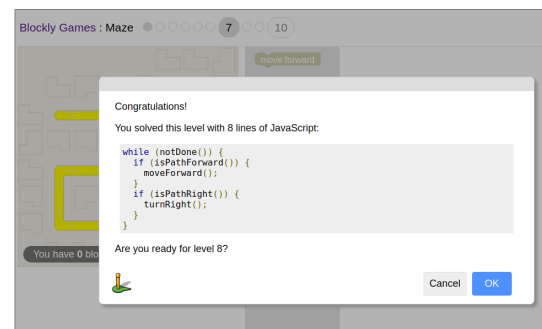 Blockly Games : Maze 7 10
move forward
Congratulations!
You solved this level with 8 lines of JavaScript:
while (notDone()) {
  if (isPathForward()) {
    moveForward();
  }
  if (isPathRight()) {
    turnRight();
  }
}
You have 0 blo
Are you ready for level 8?
Cancel OK